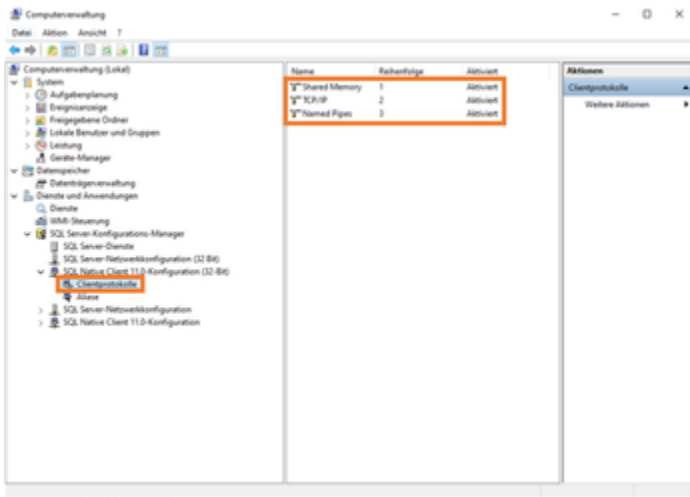 Computerverwaltung
Datei Aktion Ansicht ?
Computerverwaltung (Lokal)
System
Aufgabenplanung
Ereignisanzeige
Freigegebene Ordner
Lokale Benutzer und Gruppen
Leistung
Geräte-Manager
Datenspeicher
Datenträgerverwaltung
Dienste und Anwendungen
Dienste
WMI-Steuerung
SQL Server-Konfigurations-Manager
SQL Server-Dienste
SQL Server-Netzwerkkonfiguration (32 Bit)
SQL Native Client 11.0-Konfiguration (32-Bit)
Clientprotokolle
Aliase
SQL Server-Netzwerkkonfiguration
SQL Native Client 11.0-Konfiguration
Name Reihenfolge Aktiviert
Shared Memory 1 Aktiviert
TCP/IP 2 Aktiviert
Named Pipes 3 Aktiviert
Aktionen
Clientprotokolle
Weitere Aktionen